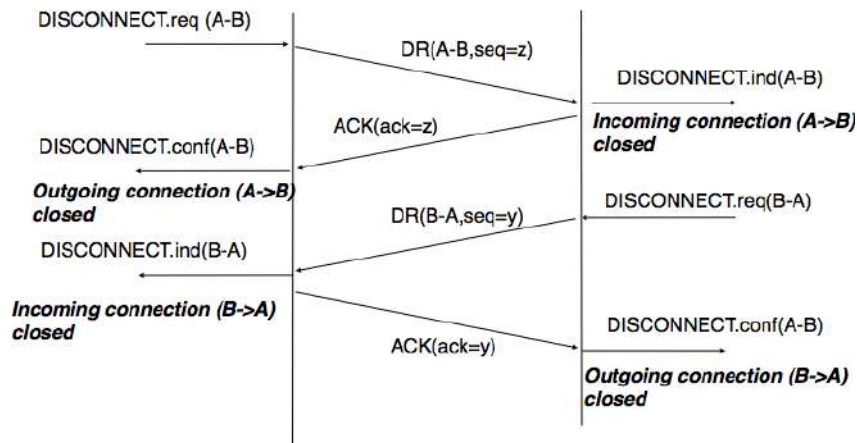 DISCONNECT.req (A-B)
DR(A-B,seq=z)
DISCONNECT.ind(A-B)
ACK(ack=z)
Incoming connection (A->B)
closed
DISCONNECT.conf(A-B)
Outgoing connection (A->B)
closed
DISCONNECT.req(B-A)
DR(B-A,seq=y)
DISCONNECT.ind(B-A)
Incoming connection (B->A)
closed
DISCONNECT.conf(A-B)
ACK(ack=y)
Outgoing connection (B->A)
closed